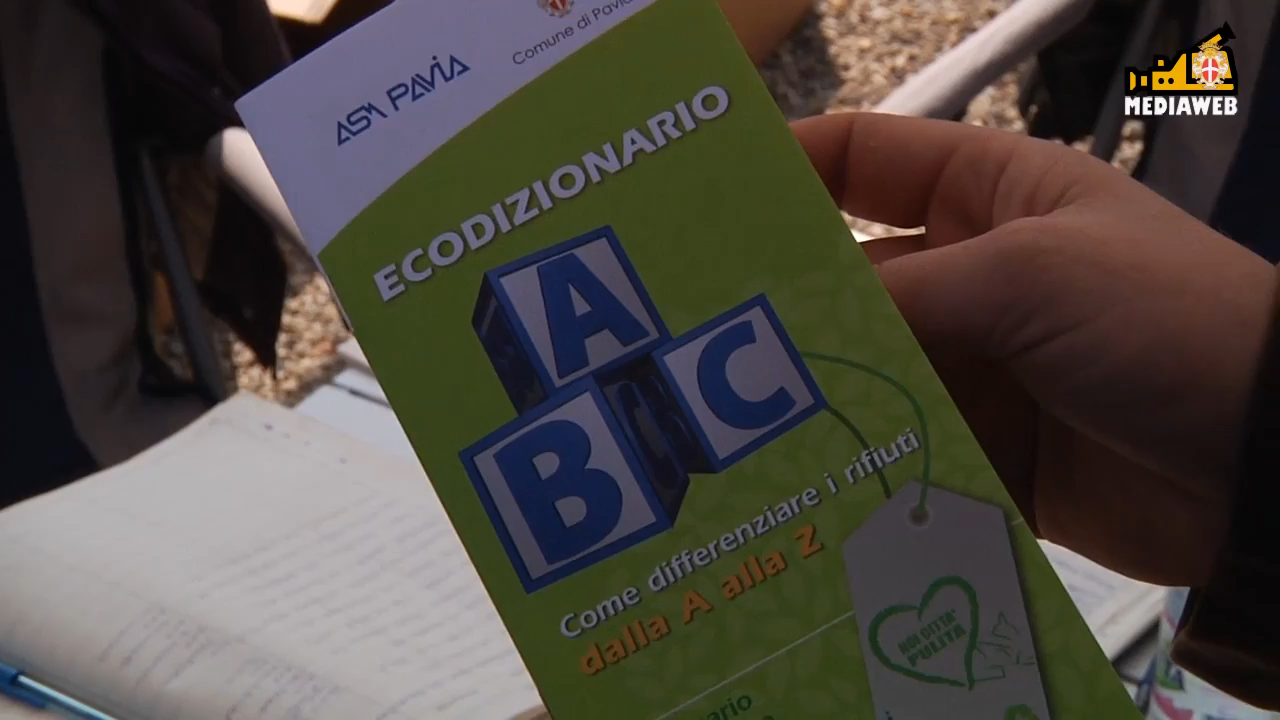 MEDIAWEB
ASM PAVIA
Comune di Pavia
ECODIZIONARIO
A
B
C
Come differenziare i rifiuti
dalla A alla Z
NOI CITTA'
PULITA